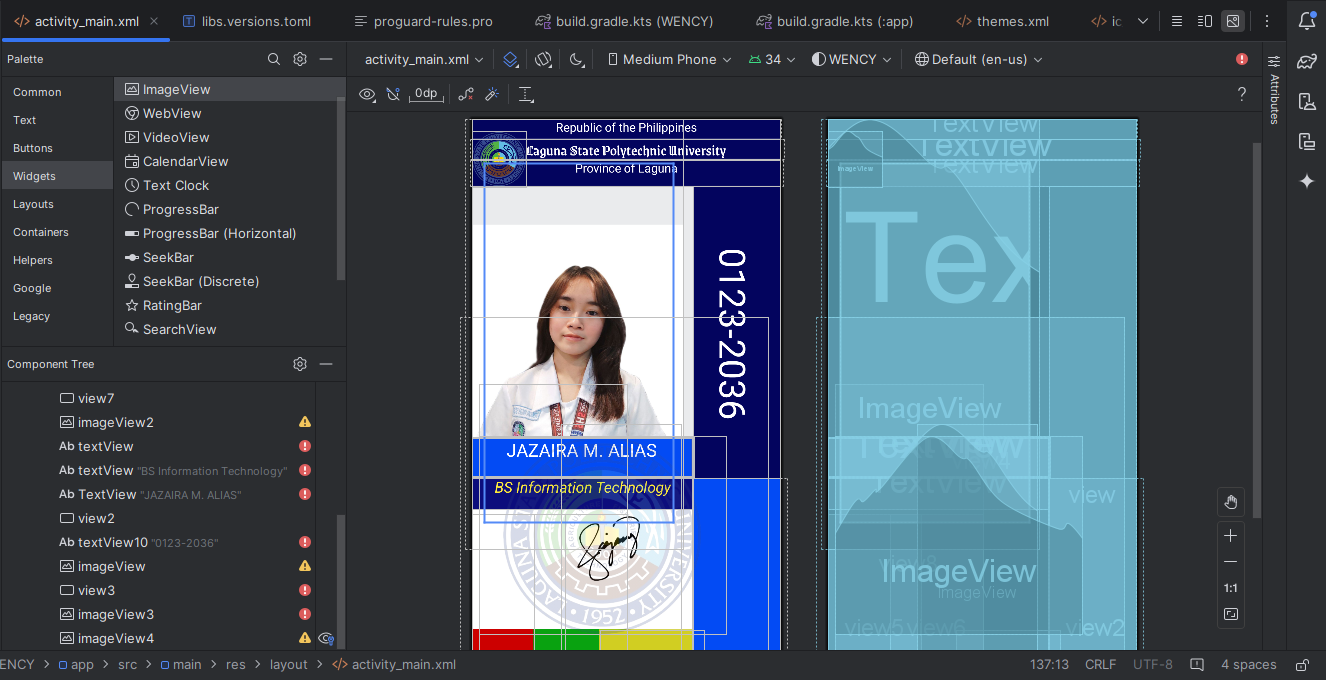 activity_main.xml
libs.versions.toml
proguard-rules.pro
build.gradle.kts (WENCY)
build.gradle.kts (:app)
themes.xml
ic
Palette
Common
Text
Buttons
Widgets
Layouts
Containers
Helpers
Google
Legacy
ImageView
WebView
VideoView
CalendarView
Text Clock
ProgressBar
ProgressBar (Horizontal)
SeekBar
SeekBar (Discrete)
RatingBar
SearchView
activity_main.xml
Medium Phone
34
WENCY
Default (en-us)
0dp
Attributes
Component Tree
view7
imageView2
Ab textView
Ab textView "BS Information Technology"
Ab TextView "JAZAIRA M. ALIAS"
view2
Ab textView10 "0123-2036"
imageView
view3
imageView3
imageView4
Republic of the Philippines
Laguna State Polytechnic University
Province of Laguna
0123-2036
JAZAIRA M. ALIAS
BS Information Technology
1952
TextView
TextView
TextView
ImageView
Tex
ImageView
TextView
TextView
view
ImageView
ImageView
view5
view6
view2
1:1
ENCY > app > src > main > res > layout > activity_main.xml
137:13
CRLF
UTF-8
4 spaces